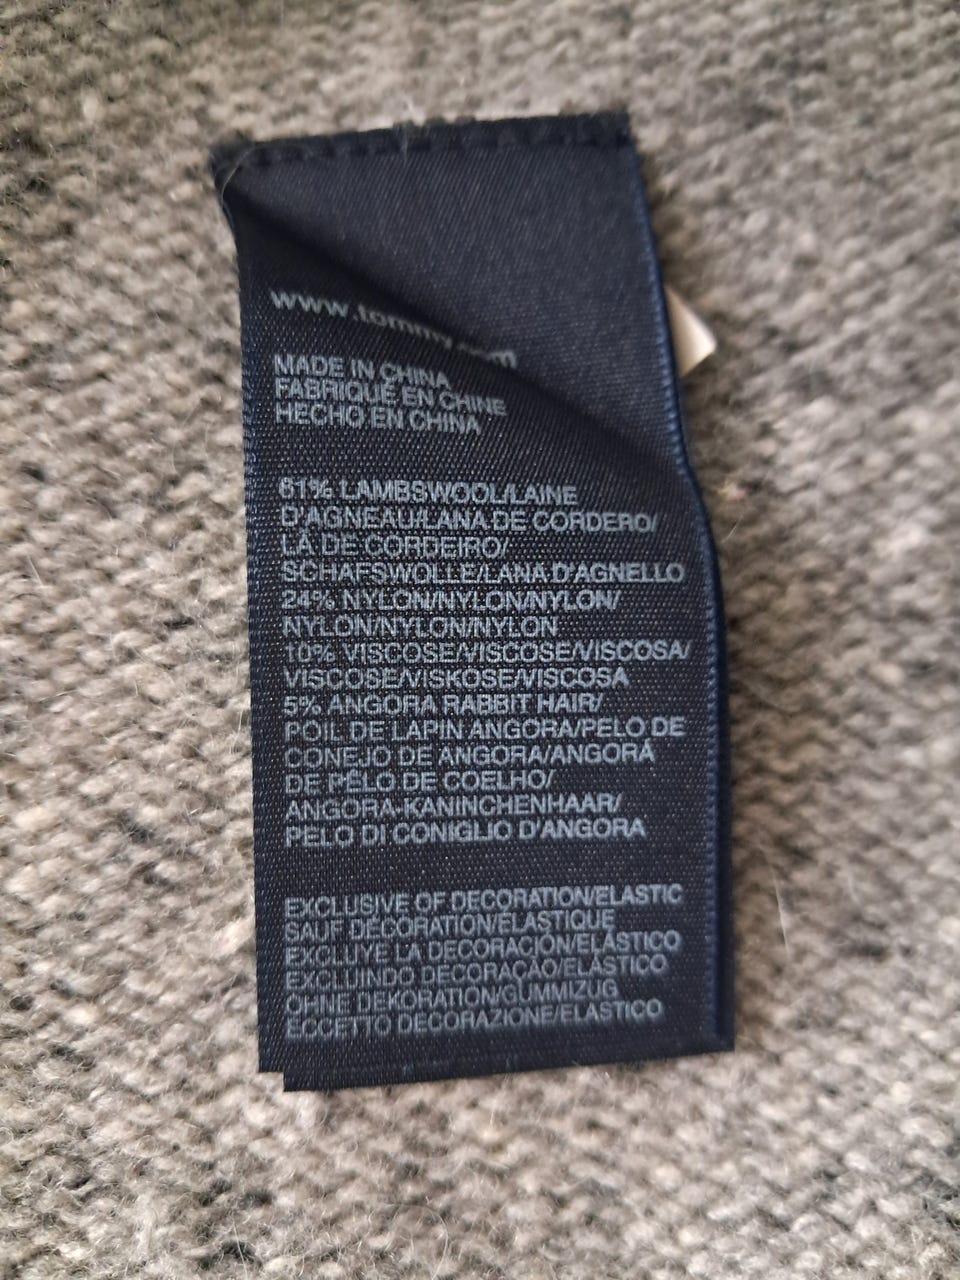 www.tommy.com
MADE IN CHINA
FABRIQUÉ EN CHINE
HECHO EN CHINA
61% LAMBSWOOL/LAINE
D'AGNEAU/LANA DE CORDERO/
LÃ DE CORDEIRO/
SCHAFSWOLLE/LANA D'AGNELLO
24% NYLON/NYLON/NYLON/
NYLON/NYLON/NYLON
10% VISCOSE/VISCOSE/VISCOSA/
VISCOSE/VISKOSE/VISCOSA
5% ANGORA RABBIT HAIR/
POIL DE LAPIN ANGORA/PELO DE
CONEJO DE ANGORA/ANGORÁ
DE PÊLO DE COELHO/
ANGORA-KANINCHENHAAR/
PELO DI CONIGLIO D'ANGORA
EXCLUSIVE OF DECORATION/ELASTIC
SAUF DÉCORATION/ÉLASTIQUE
EXCLUYE LA DECORACIÓN/ELÁSTICO
EXCLUINDO DECORAÇÃO/ELÁSTICO
OHNE DEKORATION/GUMMIZUG
ECCETTO DECORAZIONE/ELASTICO